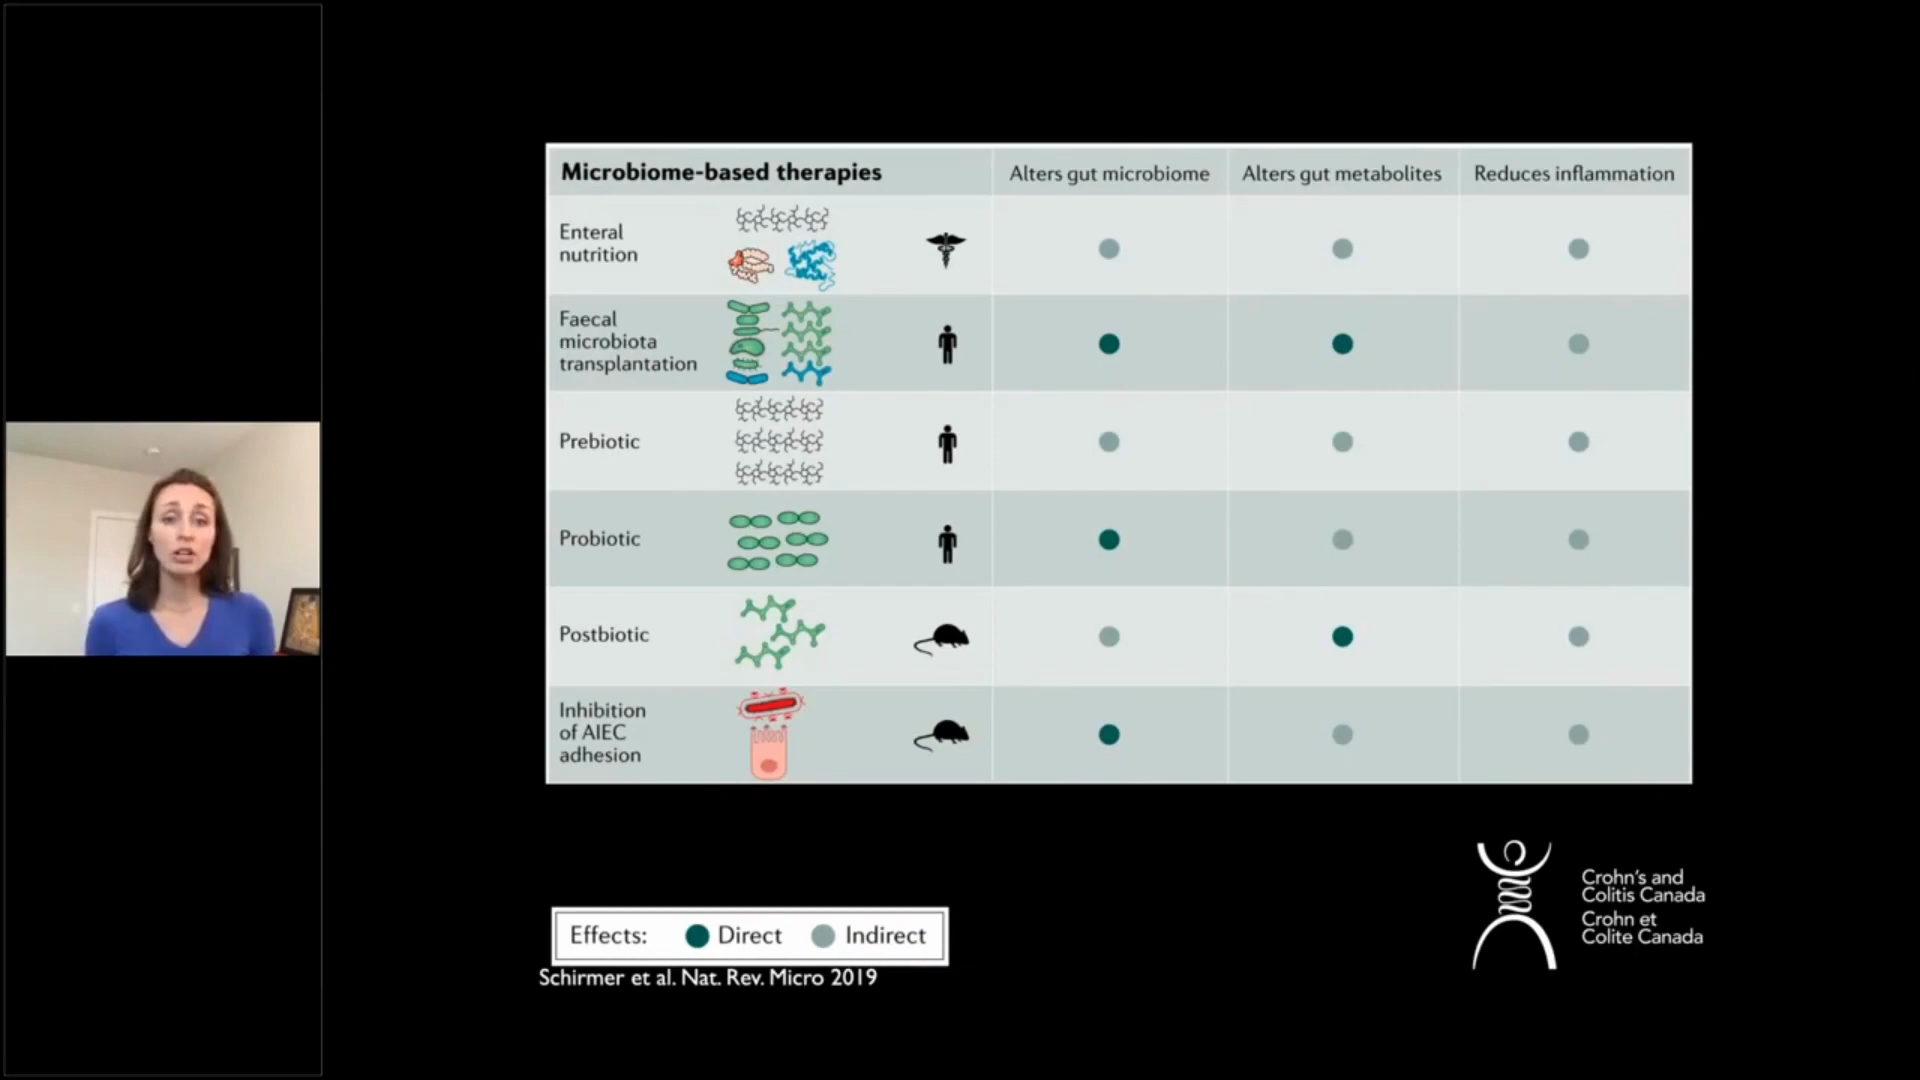 Microbiome-based therapies Alters gut microbiome Alters gut metabolites Reduces inflammation
Enteral
nutrition
Faecal
microbiota
transplantation
Prebiotic
Probiotic
Postbiotic
Inhibition
of AIEC
adhesion
Effects: Direct Indirect
Schirmer et al. Nat. Rev. Micro 2019
Crohn's and
Colitis Canada
Crohn et
Colite Canada